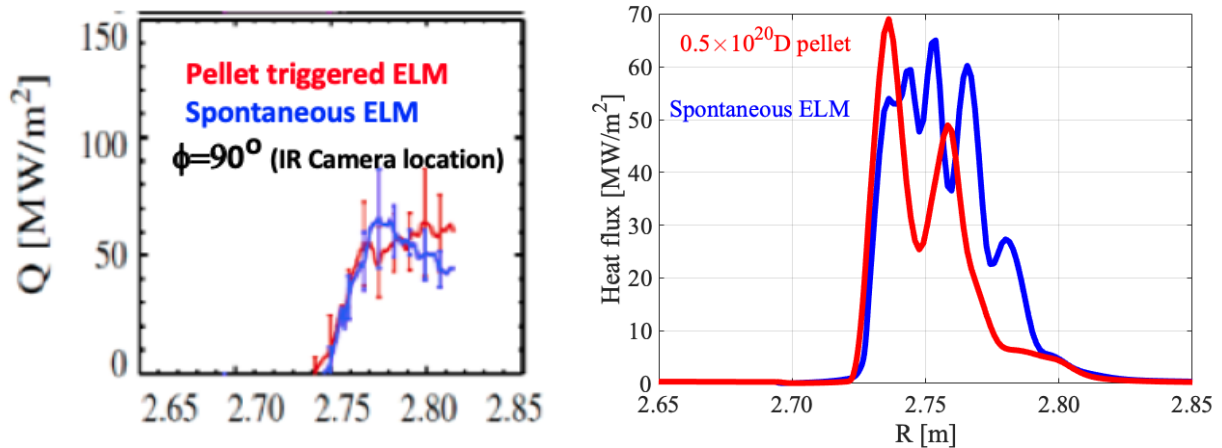 150
100
50
0
Q [MW/m²]
Pellet triggered ELM
Spontaneous ELM
ϕ=90° (IR Camera location)
2.65 2.70 2.75 2.80 2.85
70
60
50
40
30
20
10
0
Heat flux [MW/m²]
0.5×10²⁰D pellet
Spontaneous ELM
2.65 2.70 2.75 2.80 2.85
R [m]